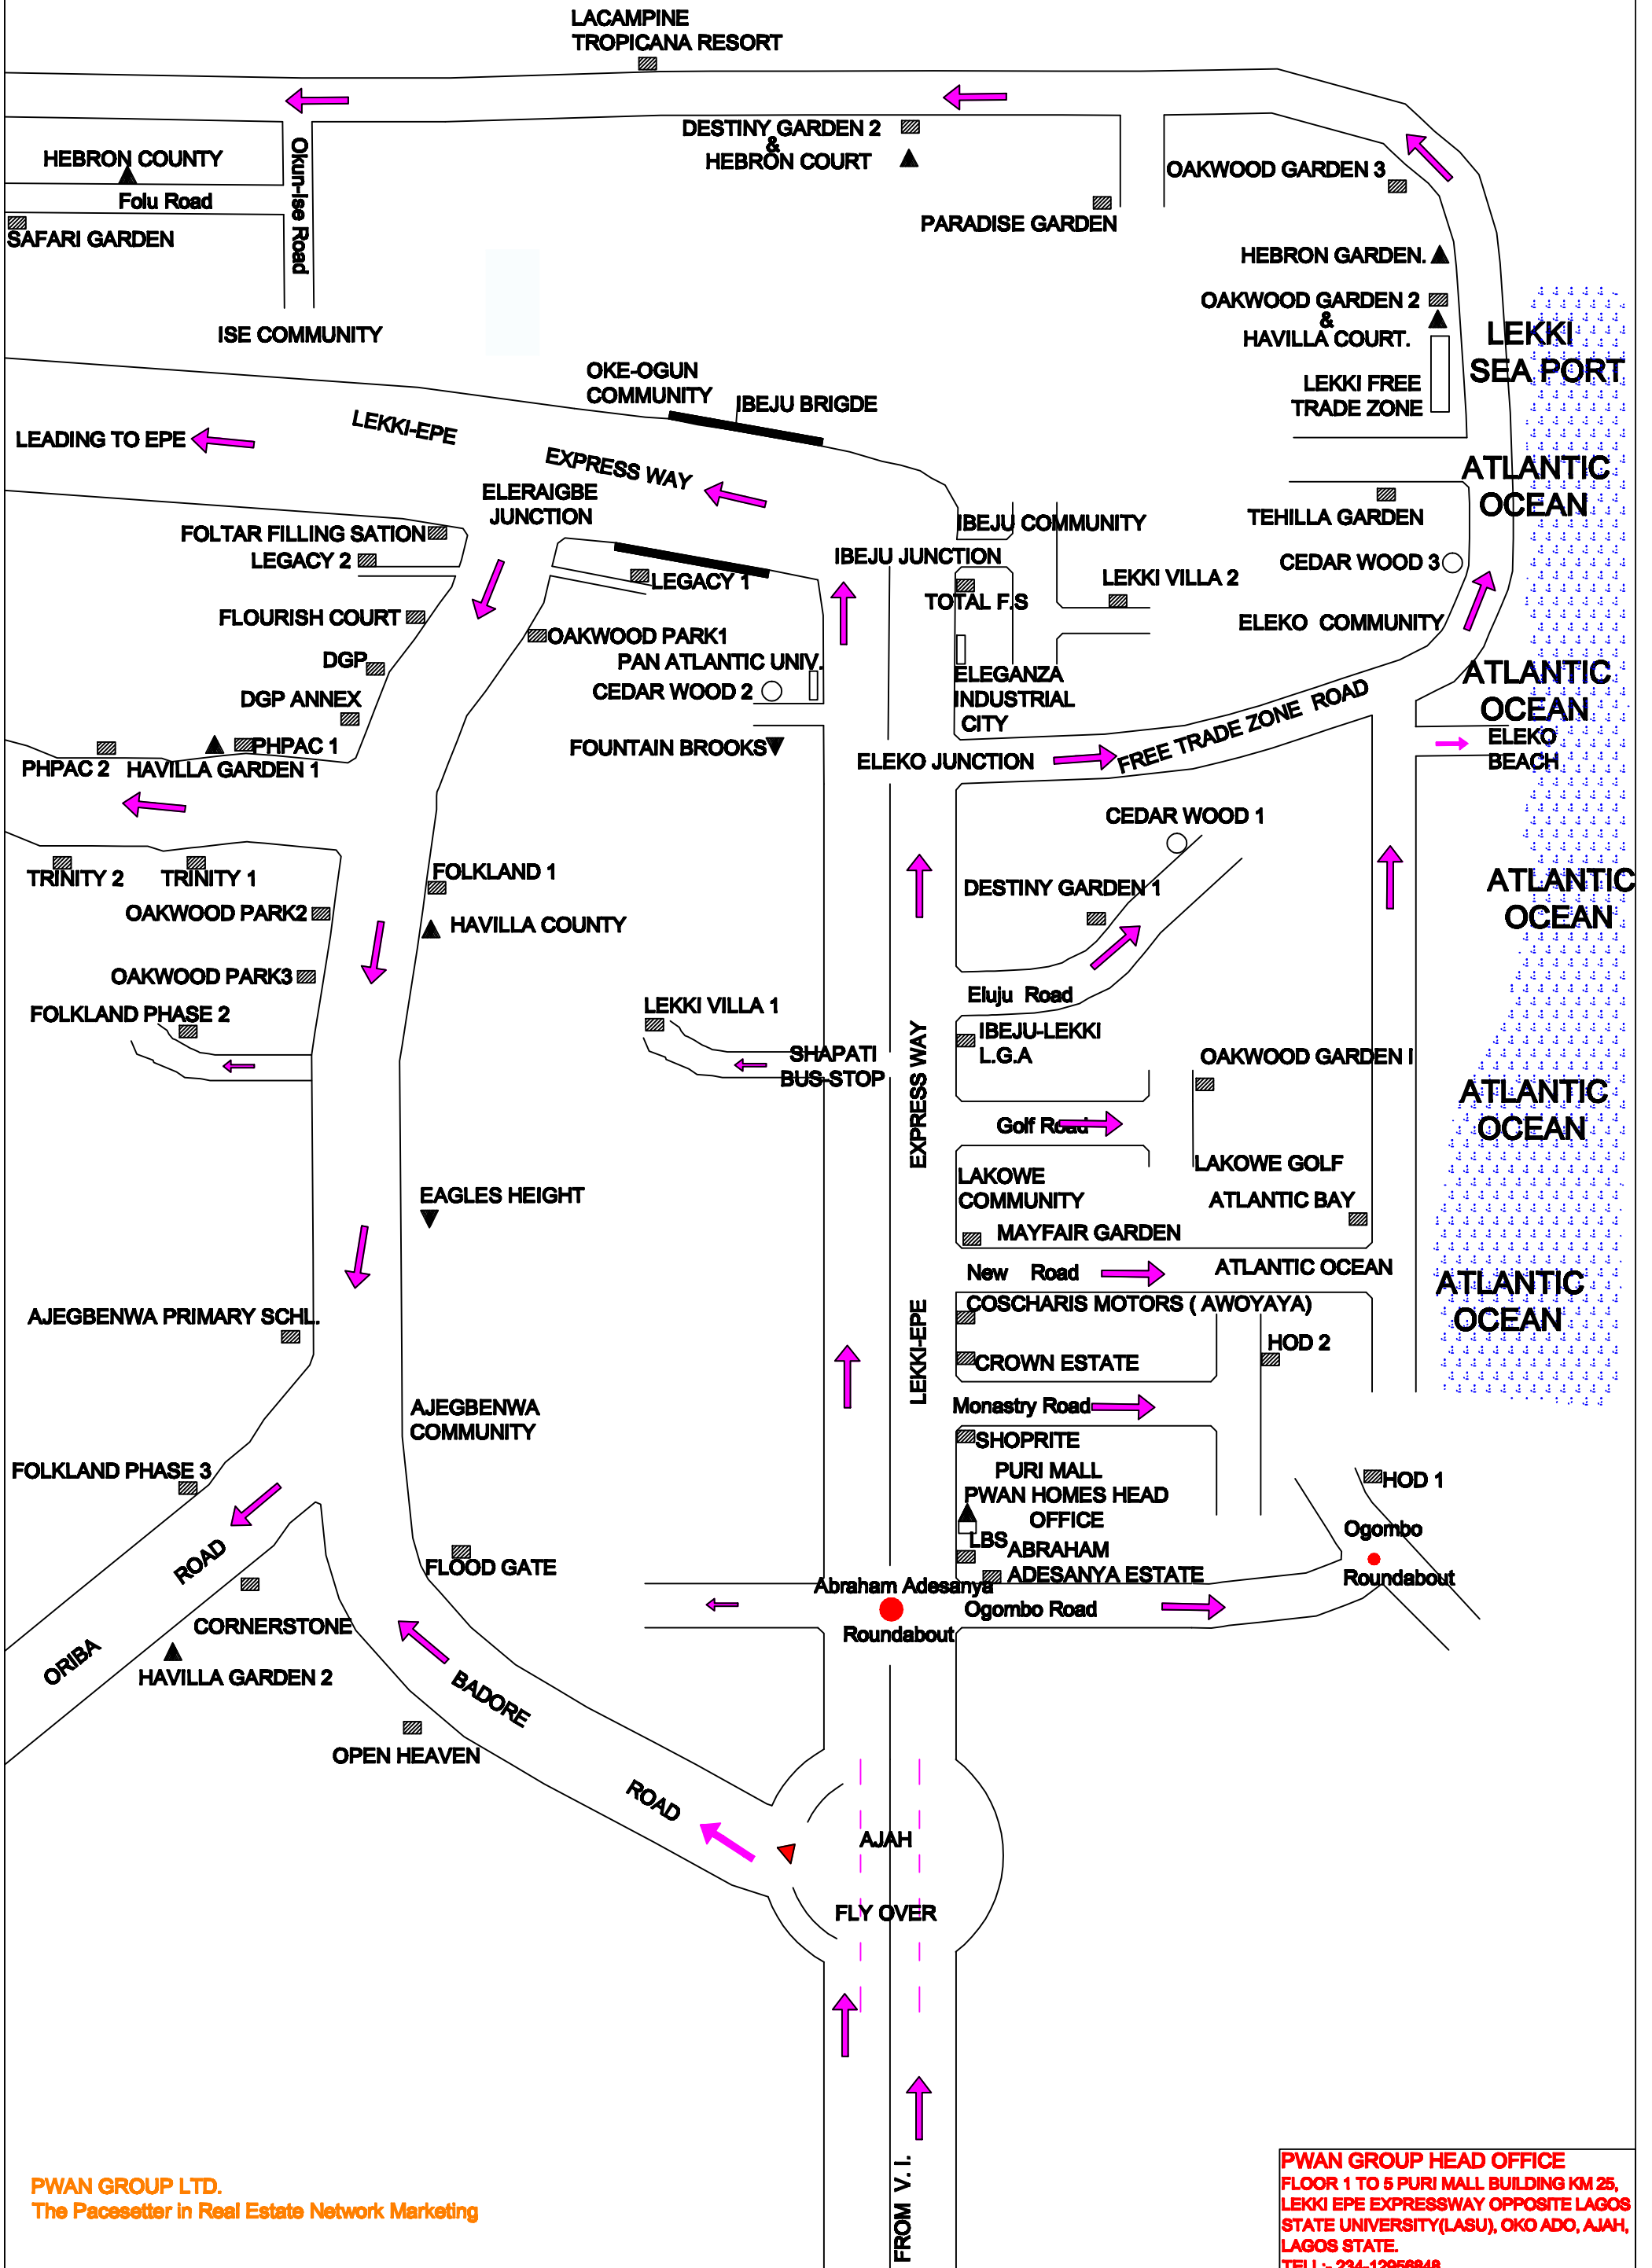 LACAMPINE
TROPICANA RESORT
DESTINY GARDEN 2
&
HEBRON COURT
HEBRON COUNTY
Folu Road
SAFARI GARDEN
Okun-Ise Road
ISE COMMUNITY
OAKWOOD GARDEN 3
PARADISE GARDEN
HEBRON GARDEN.
OAKWOOD GARDEN 2
&
HAVILLA COURT.
LEKKI
SEA PORT
LEKKI FREE
TRADE ZONE
OKE-OGUN
COMMUNITY
IBEJU BRIGDE
LEKKI-EPE
EXPRESS WAY
LEADING TO EPE
ELERAIGBE
JUNCTION
ATLANTIC
OCEAN
FOLTAR FILLING SATION
LEGACY 2
LEGACY 1
IBEJU COMMUNITY
IBEJU JUNCTION
TEHILLA GARDEN
CEDAR WOOD 3
LEKKI VILLA 2
TOTAL F.S
FLOURISH COURT
OAKWOOD PARK1
ELEKO COMMUNITY
DGP
PAN ATLANTIC UNIV.
CEDAR WOOD 2
ELEGANZA
INDUSTRIAL
CITY
DGP ANNEX
ATLANTIC
OCEAN
FREE TRADE ZONE ROAD
ELEKO
BEACH
PHPAC 1
FOUNTAIN BROOKS
ELEKO JUNCTION
PHPAC 2
HAVILLA GARDEN 1
CEDAR WOOD 1
TRINITY 2
TRINITY 1
FOLKLAND 1
DESTINY GARDEN 1
ATLANTIC
OCEAN
OAKWOOD PARK2
HAVILLA COUNTY
OAKWOOD PARK3
Eluju Road
FOLKLAND PHASE 2
LEKKI VILLA 1
IBEJU-LEKKI
L.G.A
SHAPATI
BUS-STOP
EXPRESS WAY
OAKWOOD GARDEN I
ATLANTIC
OCEAN
Golf Road
LAKOWE
COMMUNITY
LAKOWE GOLF
ATLANTIC BAY
EAGLES HEIGHT
MAYFAIR GARDEN
New Road
ATLANTIC OCEAN
ATLANTIC
OCEAN
AJEGBENWA PRIMARY SCHL.
COSCHARIS MOTORS ( AWOYAYA)
HOD 2
CROWN ESTATE
LEKKI-EPE
Monastry Road
AJEGBENWA
COMMUNITY
SHOPRITE
FOLKLAND PHASE 3
PURI MALL
PWAN HOMES HEAD
OFFICE
HOD 1
LBS
ABRAHAM
ADESANYA ESTATE
Ogombo
Roundabout
ROAD
FLOOD GATE
Abraham Adesanya
Roundabout
Ogombo Road
CORNERSTONE
ORIBA
HAVILLA GARDEN 2
BADORE
OPEN HEAVEN
ROAD
AJAH
FLY OVER
FROM V. I.
PWAN GROUP LTD.
The Pacesetter in Real Estate Network Marketing
PWAN GROUP HEAD OFFICE
FLOOR 1 TO 5 PURI MALL BUILDING KM 25,
LEKKI EPE EXPRESSWAY OPPOSITE LAGOS
STATE UNIVERSITY(LASU), OKO ADO, AJAH,
LAGOS STATE.
TELL:- 234-12956848